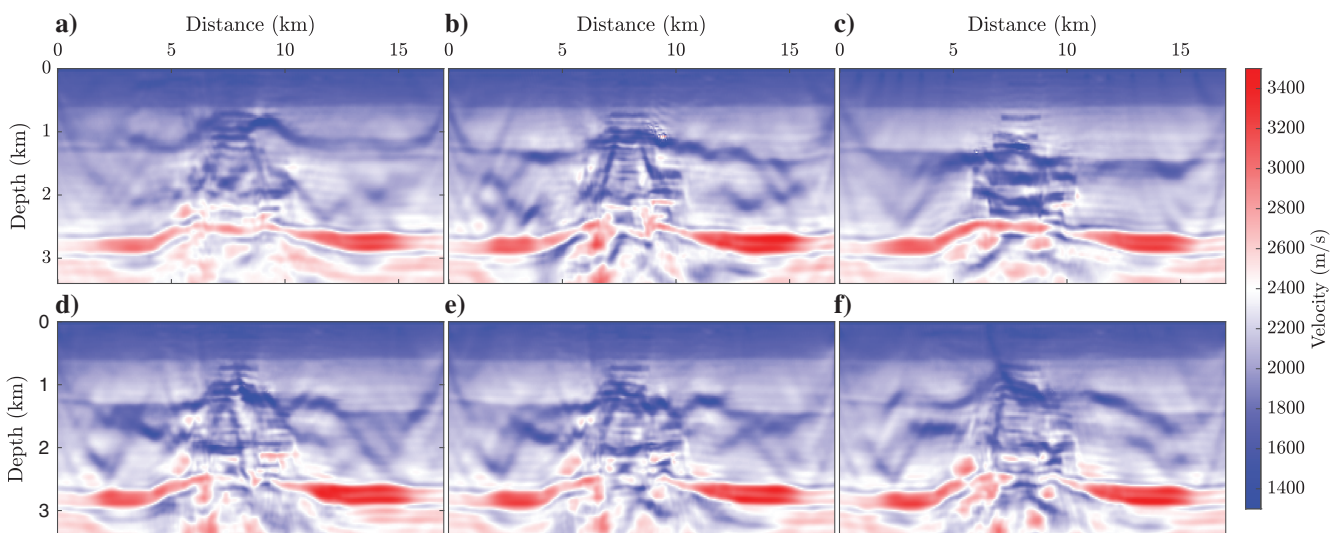 a) Distance (km)
b) Distance (km)
c) Distance (km)
0 5 10 15
0 5 10 15
0 5 10 15
0
1
2
3
Depth (km)
d)
e)
f)
0
1
2
3
Depth (km)
3400
3200
3000
2800
2600
2400
2200
2000
1800
1600
1400
Velocity (m/s)